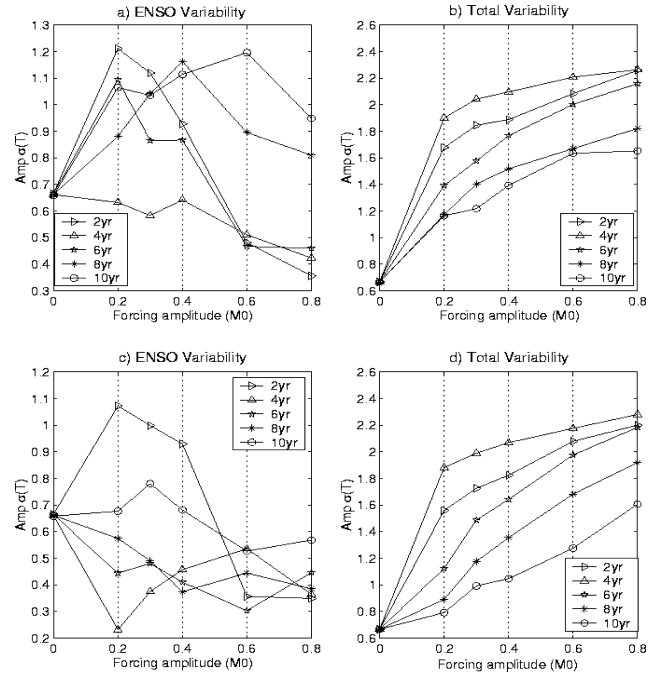 a) ENSO Variability
1.3
1.2
1.1
1
0.9
0.8
0.7
0.6
0.5
0.4
0.3
Amp σ(T)
2yr
4yr
6yr
8yr
10yr
0
0.2
0.4
0.6
0.8
Forcing amplitude (M0)
b) Total Variability
2.6
2.4
2.2
2
1.8
1.6
1.4
1.2
1
0.8
0.6
Amp σ(T)
2yr
4yr
6yr
8yr
10yr
0
0.2
0.4
0.6
0.8
Forcing amplitude (M0)
c) ENSO Variability
1.2
1.1
1
0.9
0.8
0.7
0.6
0.5
0.4
0.3
0.2
Amp σ(T)
2yr
4yr
6yr
8yr
10yr
0
0.2
0.4
0.6
0.8
Forcing amplitude (M0)
d) Total Variability
2.6
2.4
2.2
2
1.8
1.6
1.4
1.2
1
0.8
0.6
Amp σ(T)
2yr
4yr
6yr
8yr
10yr
0
0.2
0.4
0.6
0.8
Forcing amplitude (M0)